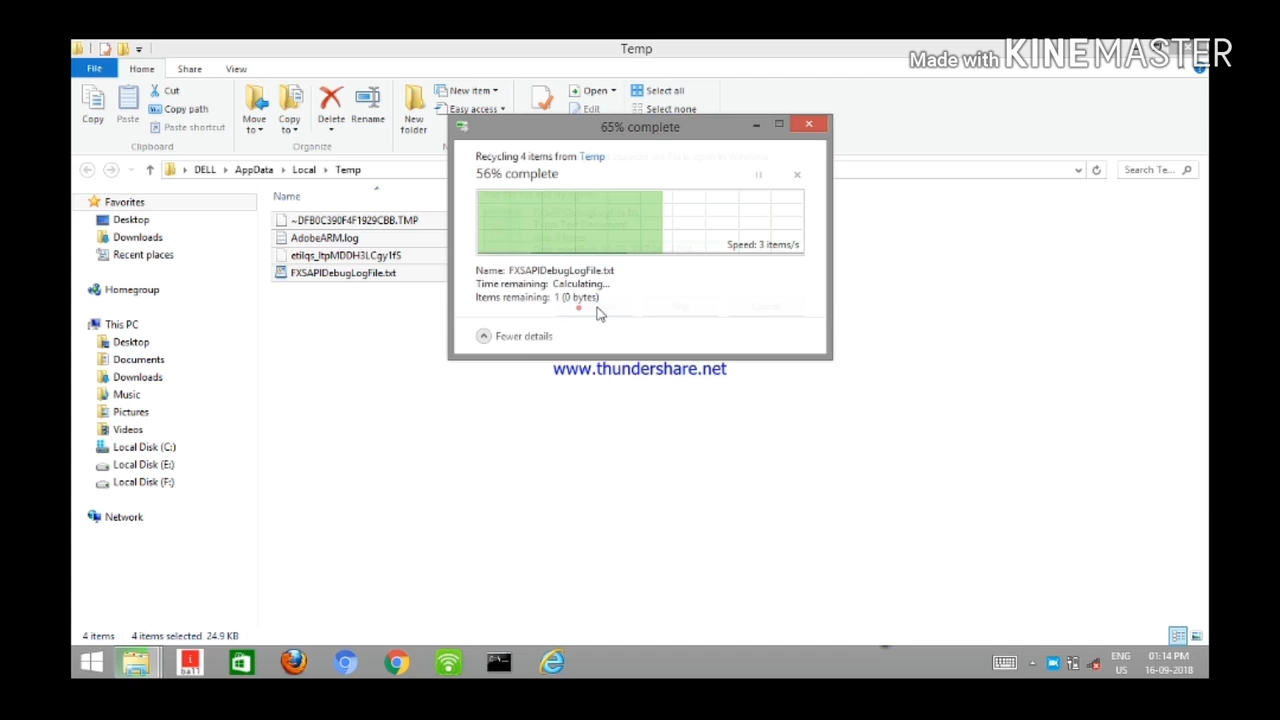 Temp
Made with KINEMASTER
File Home Share View
Copy
Paste
Cut
Copy path
Paste shortcut
Clipboard
Move to
Copy to
Delete
Rename
Organize
New folder
New item
Easy access
Open
Edit
Select all
Select none
DELL AppData Local Temp
Search Te...
Favorites
Desktop
Downloads
Recent places
Homegroup
This PC
Desktop
Documents
Downloads
Music
Pictures
Videos
Local Disk (C:)
Local Disk (E:)
Local Disk (F:)
Network
Name
~DFB0C390F4F1929CBB.TMP
AdobeARM.log
etilqs_ltpMDDH3LCgy1f5
FXSAPIDebugLogFile.txt
65% complete
Recycling 4 items from Temp
56% complete
Speed: 3 items/s
Name: FXSAPIDebugLogFile.txt
Time remaining: Calculating...
Items remaining: 1 (0 bytes)
Fewer details
www.thundershare.net
4 items 4 items selected 24.9 KB
ENG
US
01:14 PM
16-09-2018